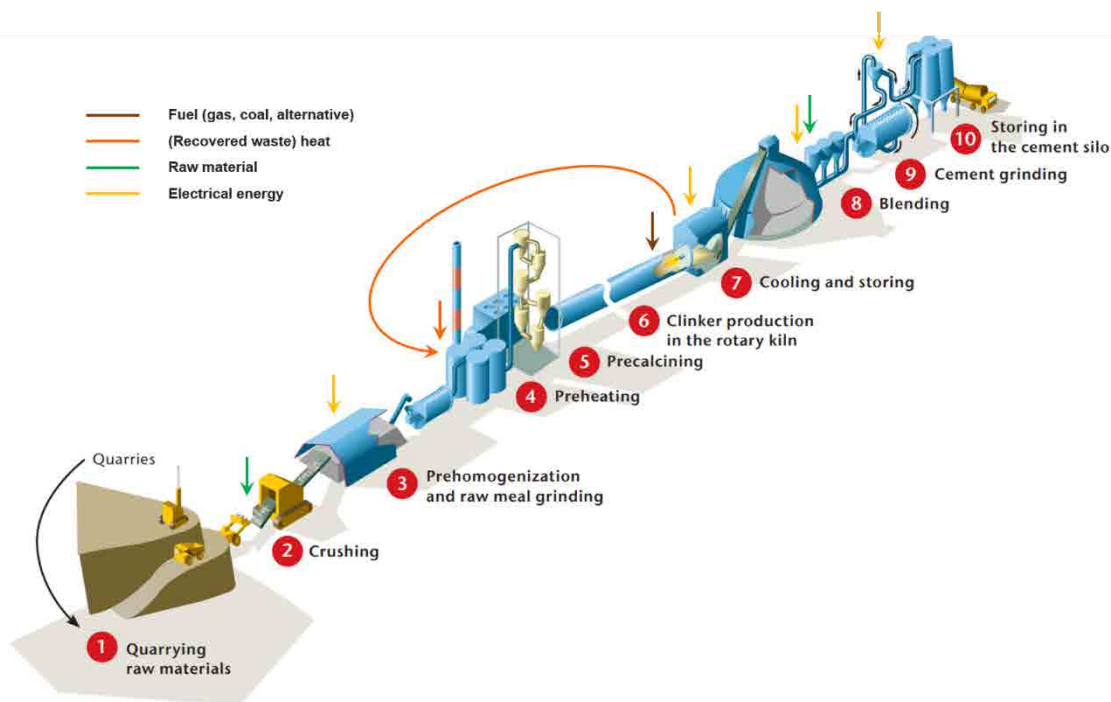 Fuel (gas, coal, alternative)
(Recovered waste) heat
Raw material
Electrical energy
10 Storing in
the cement silo
9 Cement grinding
8 Blending
7 Cooling and storing
6 Clinker production
in the rotary kiln
5 Precalcining
4 Preheating
Quarries
3 Prehomogenization
and raw meal grinding
2 Crushing
1 Quarrying
raw materials